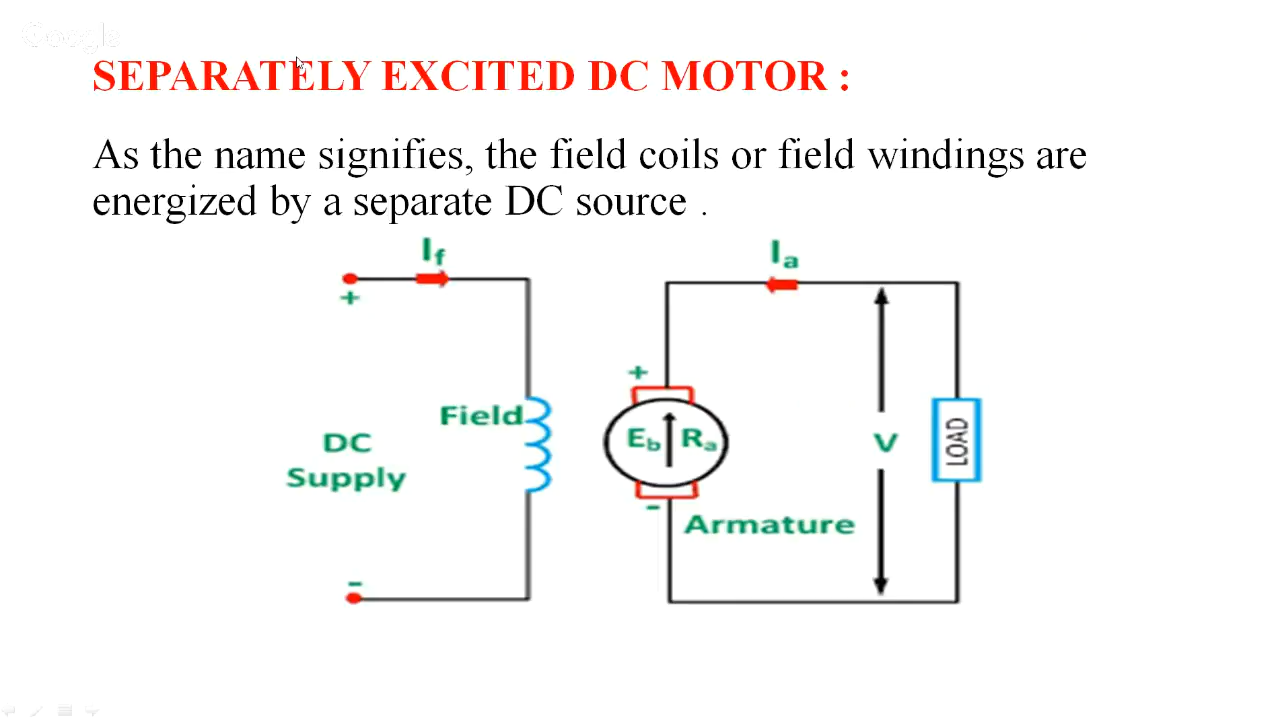 Google
SEPARATELY EXCITED DC MOTOR :
As the name signifies, the field coils or field windings are
energized by a separate DC source .
If
Ia
+
+
Field
DC
Supply
Eb
Ra
V
LOAD
-
Armature
-